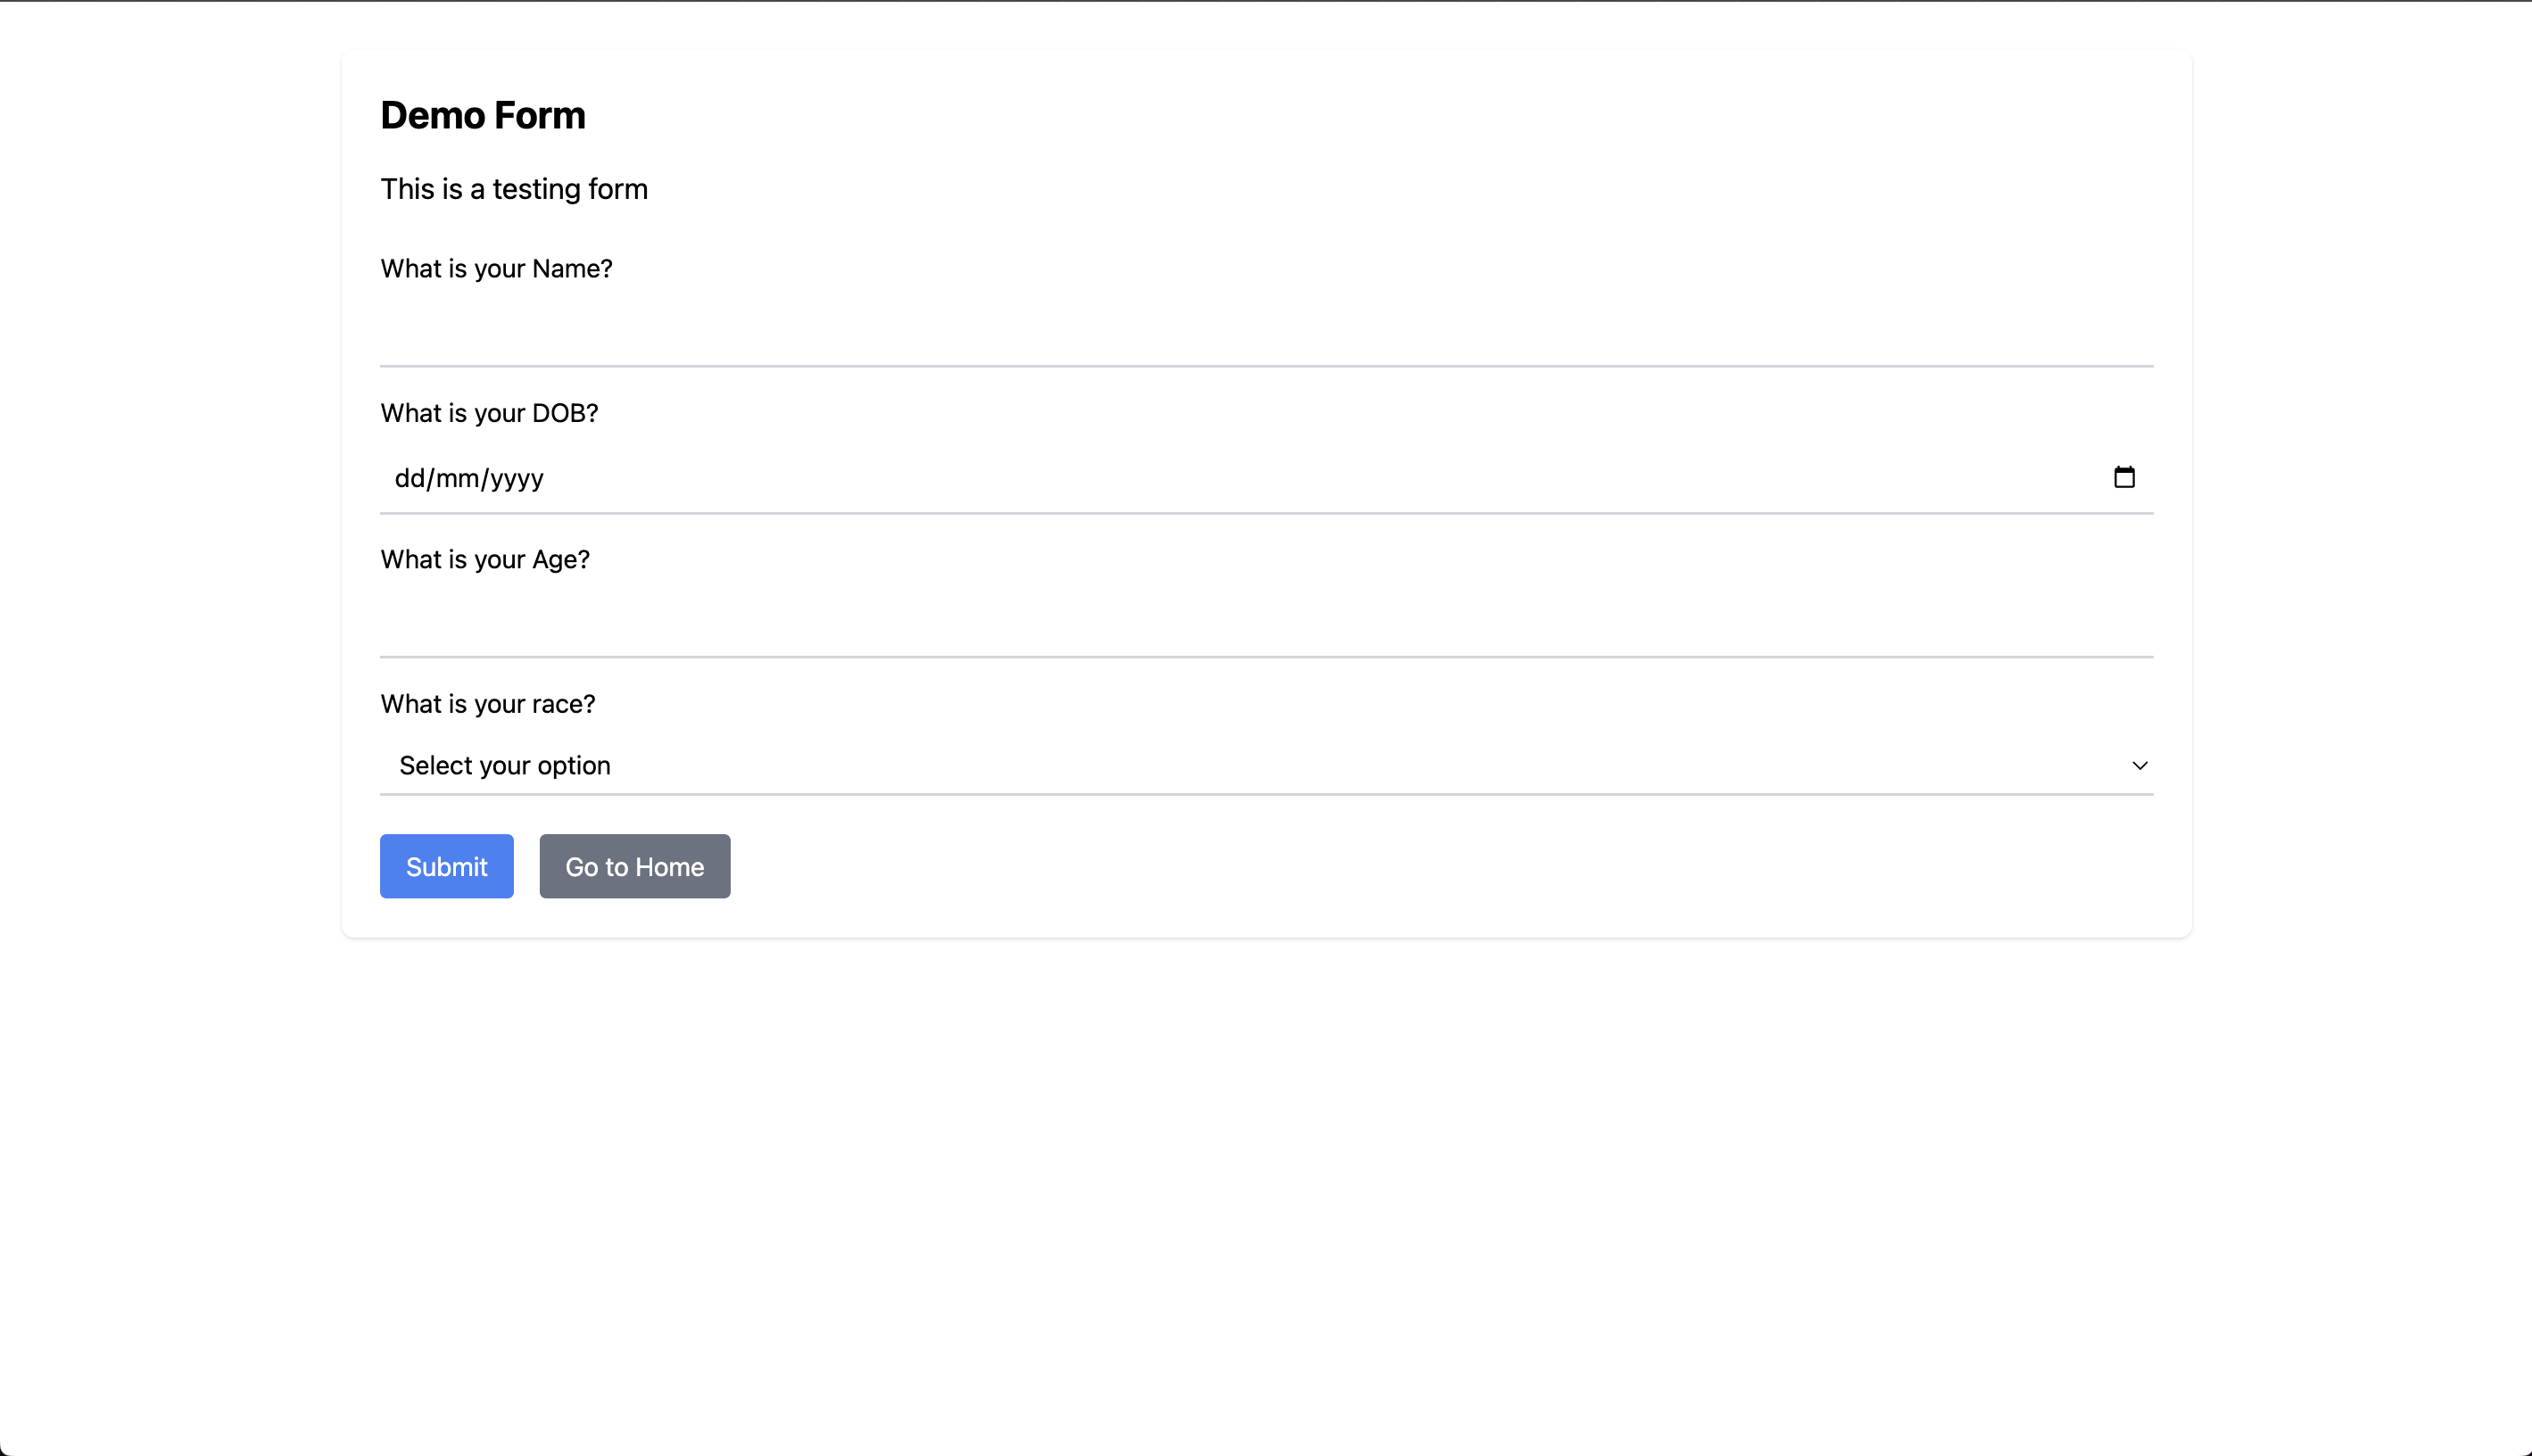 Demo Form
This is a testing form
What is your Name?
What is your DOB?
dd/mm/yyyy
What is your Age?
What is your race?
Select your option
Submit Go to Home